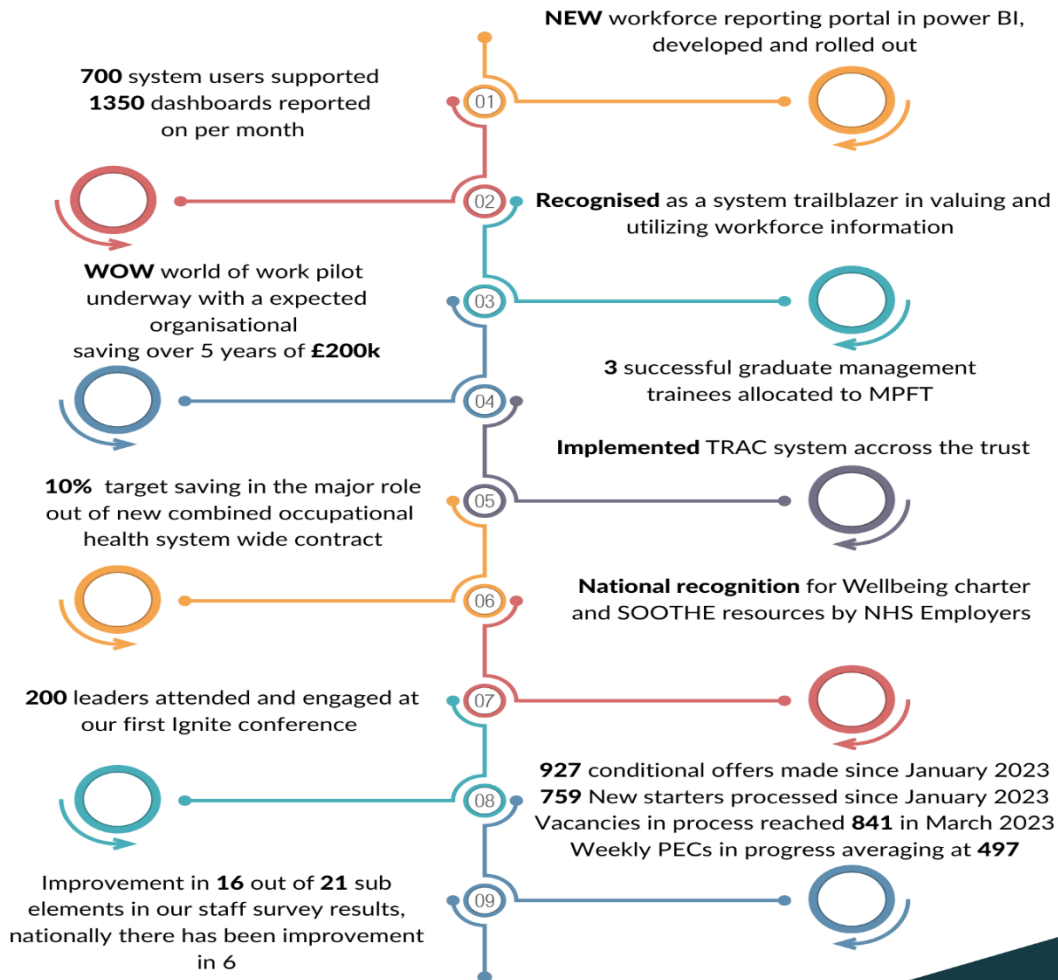 NEW workforce reporting portal in power BI,
developed and rolled out
01
700 system users supported
1350 dashboards reported
on per month
02
Recognised as a system trailblazer in valuing and
utilizing workforce information
03
WOW world of work pilot
underway with a expected
organisational
saving over 5 years of £200k
04
3 successful graduate management
trainees allocated to MPFT
Implemented TRAC system accross the trust
05
10% target saving in the major role
out of new combined occupational
health system wide contract
06
National recognition for Wellbeing charter
and SOOTHE resources by NHS Employers
07
200 leaders attended and engaged at
our first Ignite conference
08
927 conditional offers made since January 2023
759 New starters processed since January 2023
Vacancies in process reached 841 in March 2023
Weekly PECs in progress averaging at 497
09
Improvement in 16 out of 21 sub
elements in our staff survey results,
nationally there has been improvement
in 6